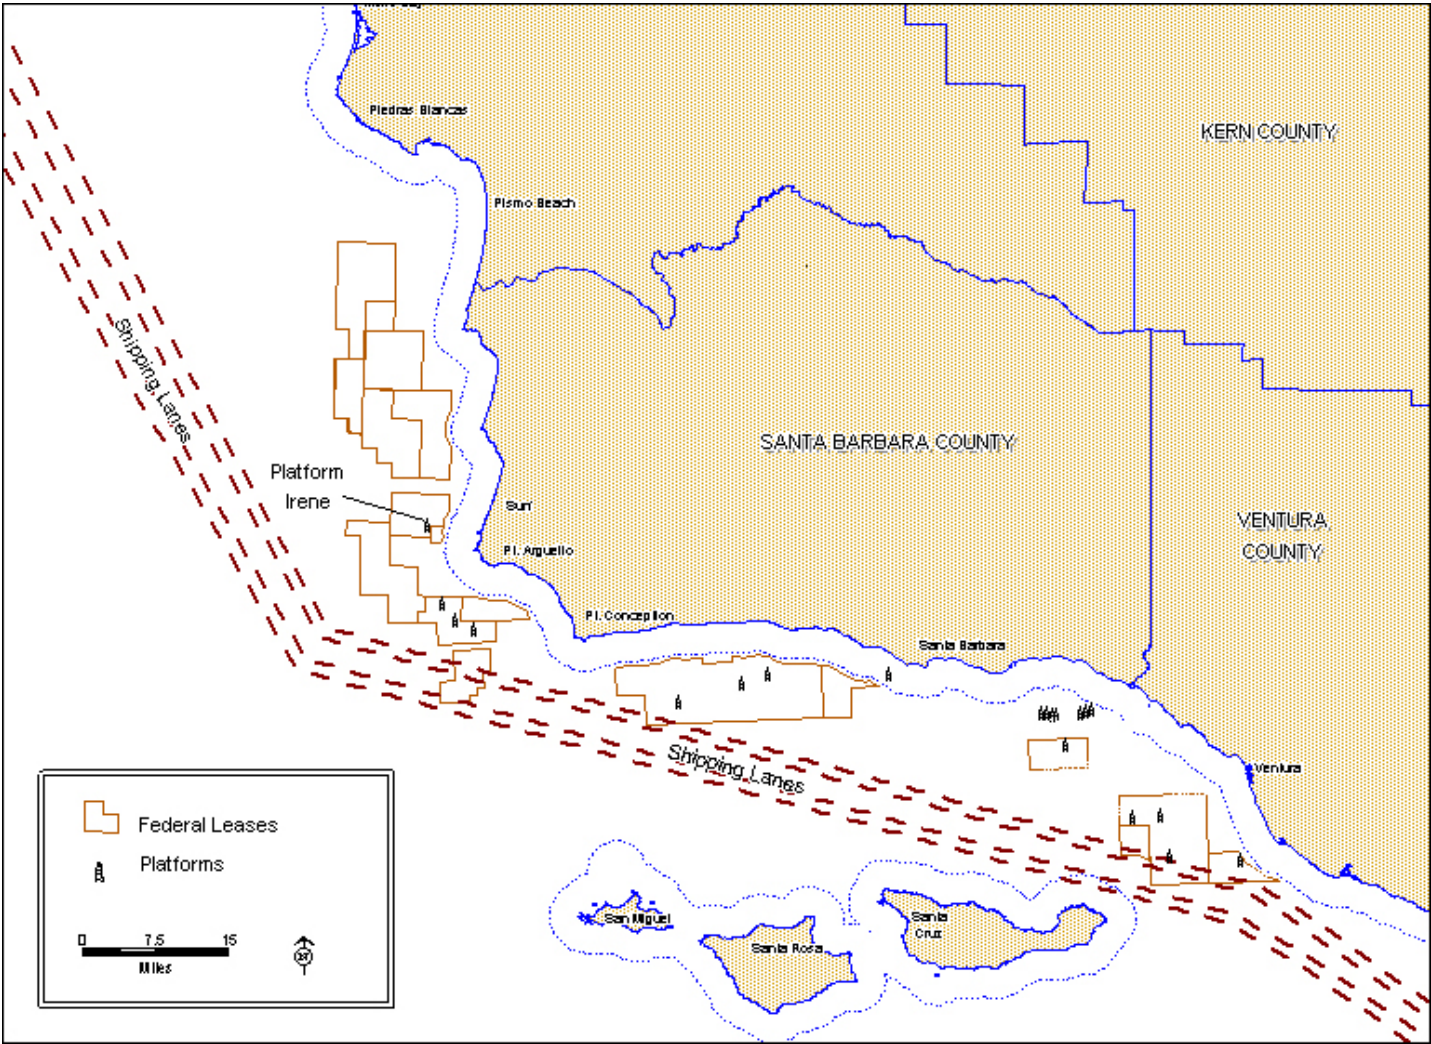 Piedras Blancas
KERN COUNTY
Pismo Beach
Shipping Lanes
SANTA BARBARA COUNTY
Platform
Irene
Surf
VENTURA
COUNTY
Pt. Arguello
Pt. Conception
Santa Barbara
Shipping Lanes
Ventura
Federal Leases
Platforms
San Miguel
Santa
Cruz
Santa Rosa
0 7.5 15
Miles